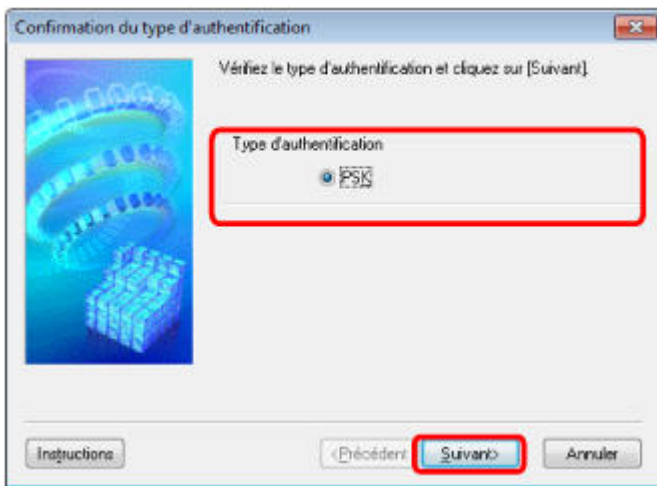 Confirmation du type d'authentification
Vérifiez le type d'authentification et cliquez sur [Suivant].
Type d'authentification
PSK
Instructions
<Précédent
Suivant>
Annuler